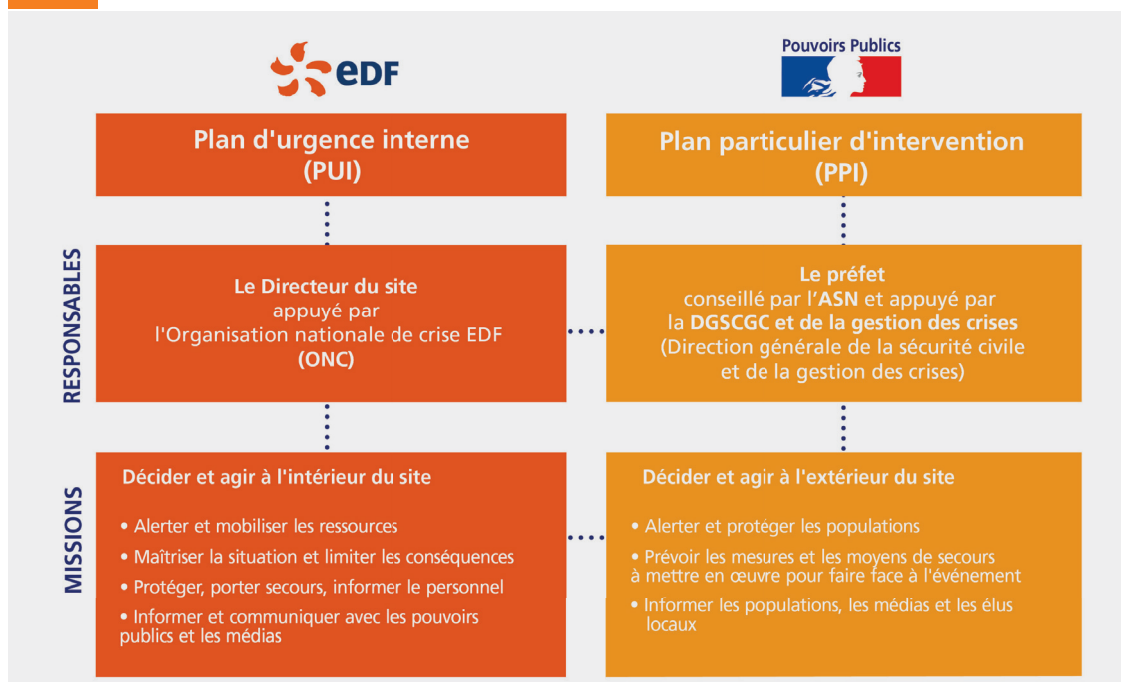 edF
Pouvoirs Publics
Plan d'urgence interne
(PUI)
Plan particulier d'intervention
(PPI)
RESPONSABLES
Le Directeur du site
appuyé par
l'Organisation nationale de crise EDF
(ONC)
Le préfet
conseillé par l'ASN et appuyé par
la DGSCGC et de la gestion des crises
(Direction générale de la sécurité civile
et de la gestion des crises)
MISSIONS
Décider et agir à l'intérieur du site
• Alerter et mobiliser les ressources
• Maîtriser la situation et limiter les conséquences
• Protéger, porter secours, informer le personnel
• Informer et communiquer avec les pouvoirs
publics et les médias
Décider et agir à l'extérieur du site
• Alerter et protéger les populations
• Prévoir les mesures et les moyens de secours
à mettre en œuvre pour faire face à l'événement
• Informer les populations, les médias et les élus
locaux